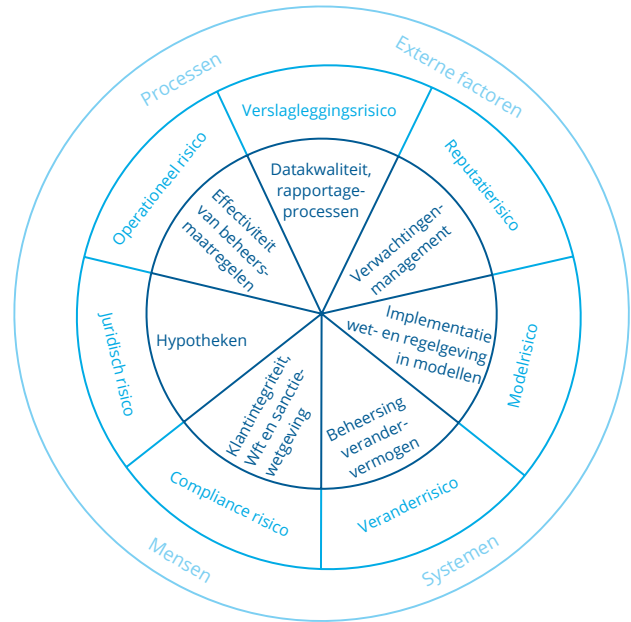 Processen
Externe factoren
Verslagleggingsrisico
Operationeel risico
Reputatierisico
Datakwaliteit,
rapportage-
processen
Effectiviteit
van beheers-
maatregelen
Verwachtingen-
management
Hypotheken
Implementatie
wet- en regelgeving
in modellen
Juridisch risico
Modelrisico
Klantintegriteit,
Wft en sanctie-
wetgeving
Beheersing
verander-
vermogen
Compliance risico
Veranderrisico
Mensen
Systemen